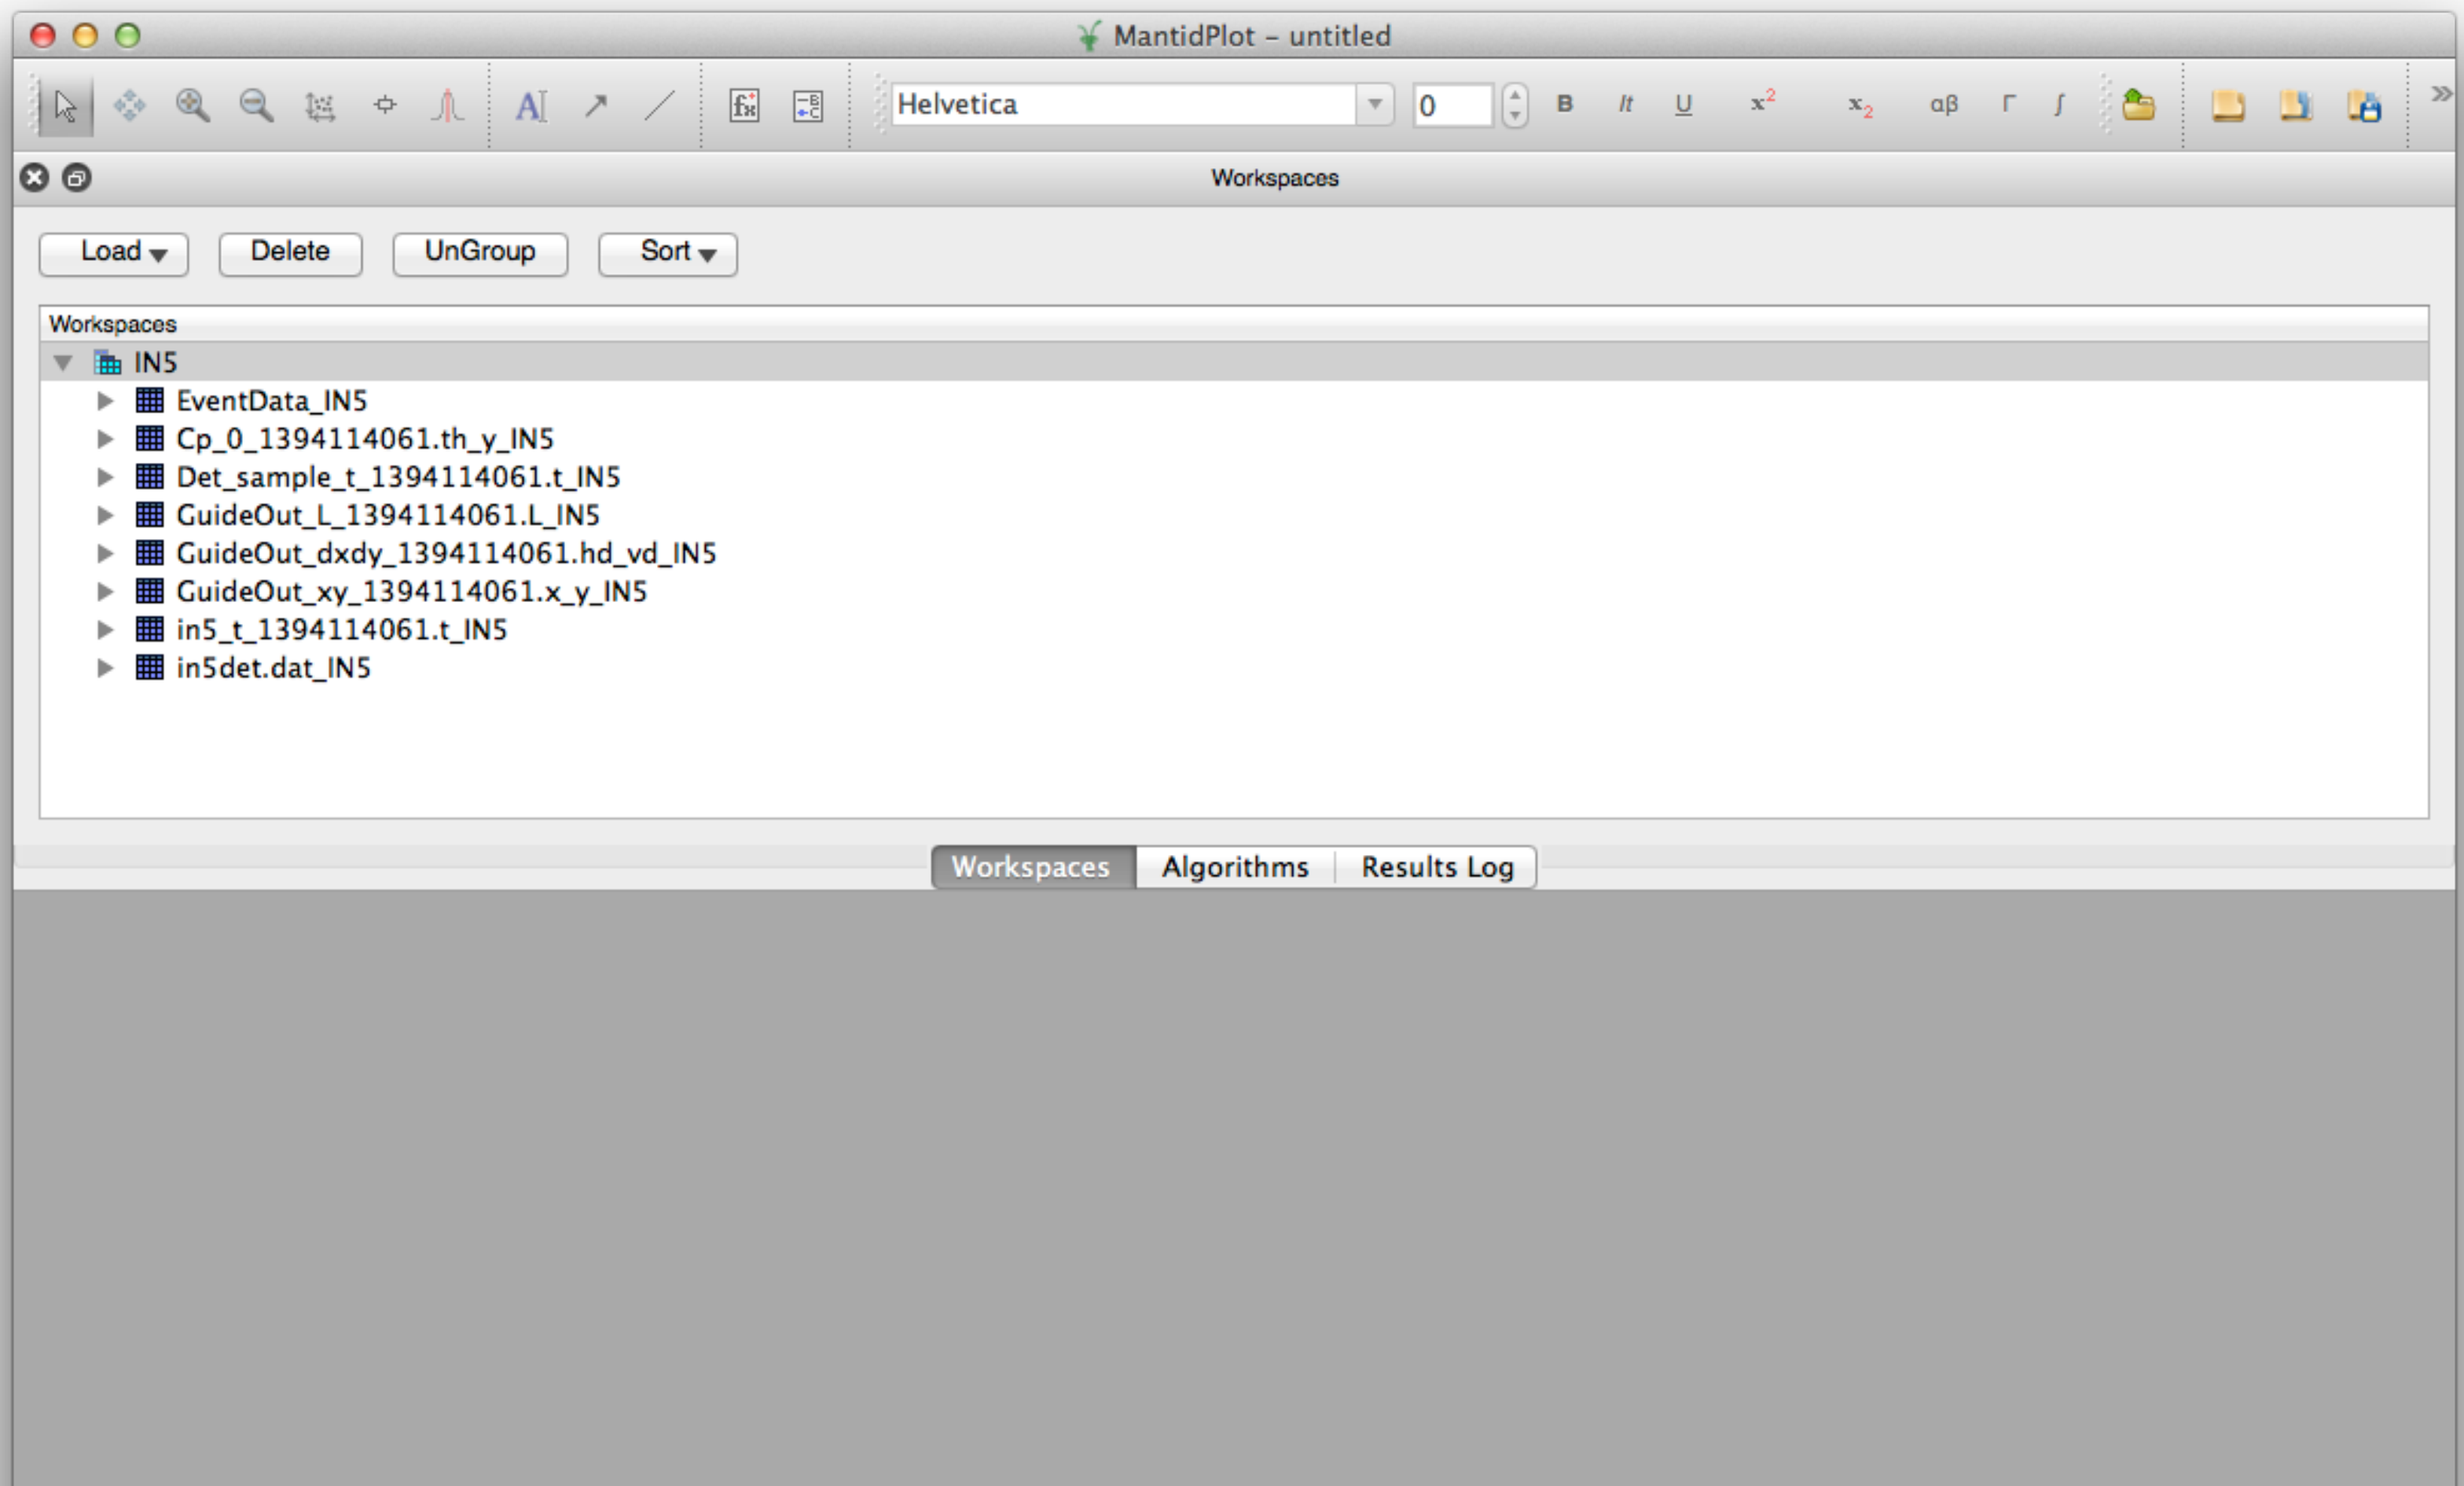 MantidPlot – untitled
Helvetica 0 B It U x2 x2 αβ Γ ∫ »
Workspaces
Load Delete UnGroup Sort
Workspaces
IN5
EventData_IN5
Cp_0_1394114061.th_y_IN5
Det_sample_t_1394114061.t_IN5
GuideOut_L_1394114061.L_IN5
GuideOut_dxdy_1394114061.hd_vd_IN5
GuideOut_xy_1394114061.x_y_IN5
in5_t_1394114061.t_IN5
in5det.dat_IN5
Workspaces Algorithms Results Log